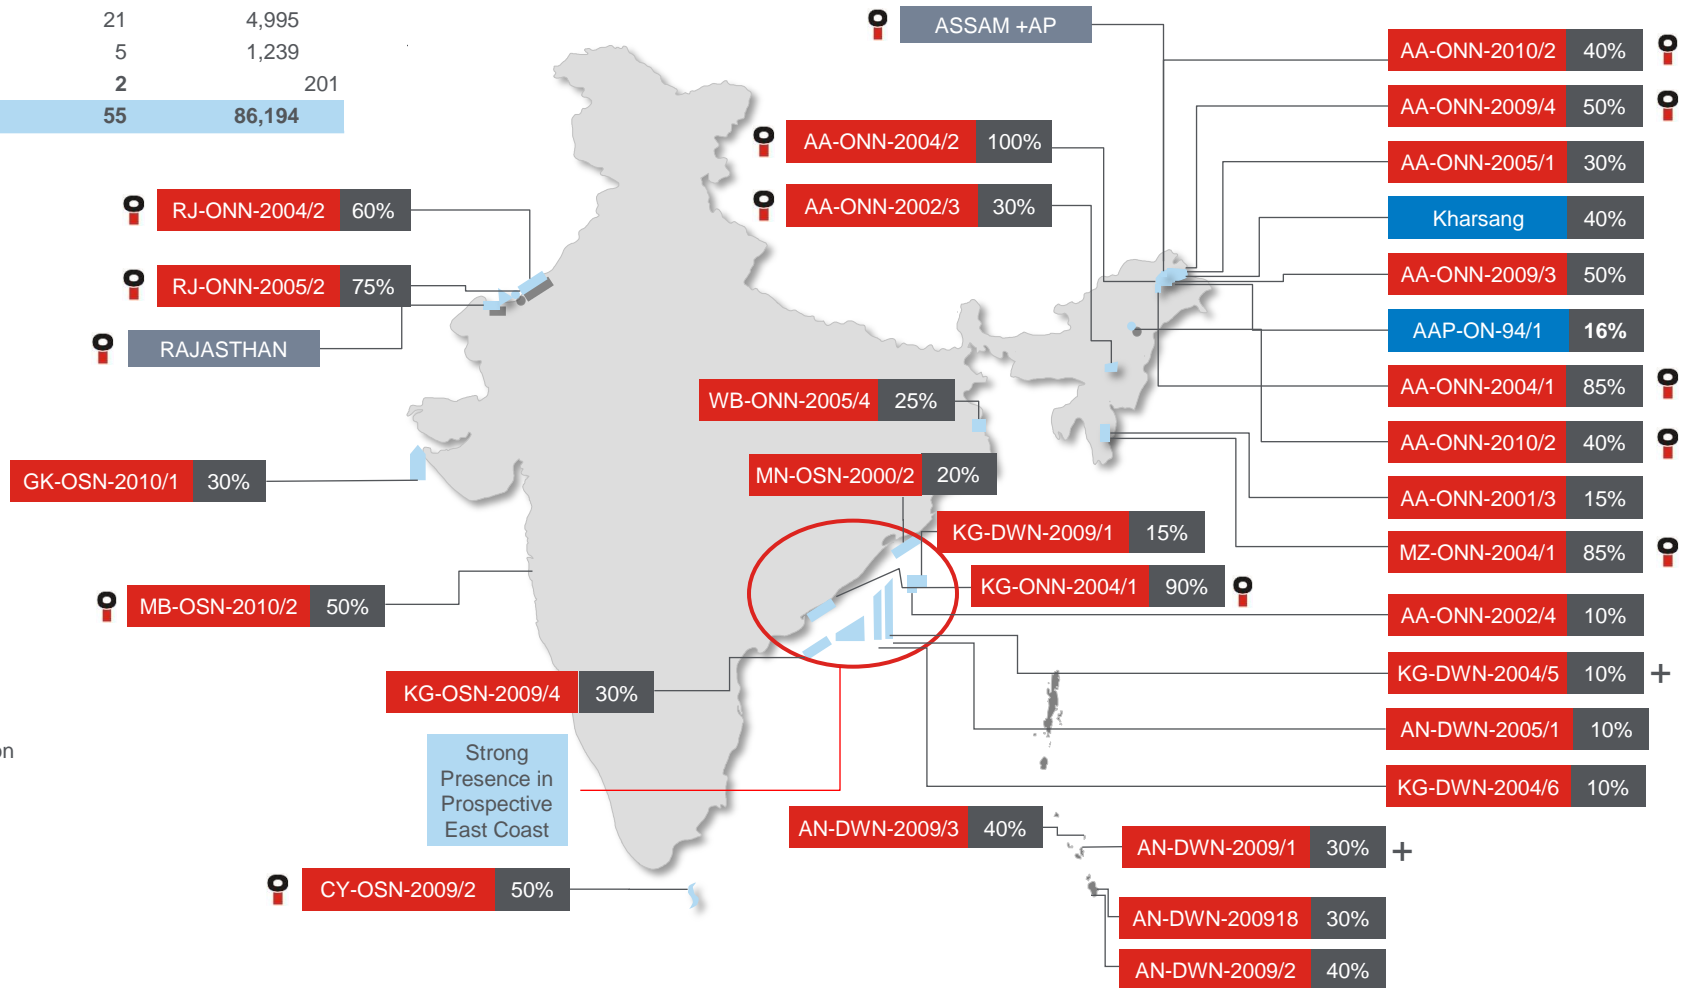 21 4,995
5 1,239
2 201
55 86,194
ASSAM +AP
AA-ONN-2010/2 40%
AA-ONN-2009/4 50%
AA-ONN-2004/2 100%
AA-ONN-2005/1 30%
RJ-ONN-2004/2 60%
AA-ONN-2002/3 30%
Kharsang 40%
RJ-ONN-2005/2 75%
AA-ONN-2009/3 50%
RAJASTHAN
AAP-ON-94/1 16%
WB-ONN-2005/4 25%
AA-ONN-2004/1 85%
AA-ONN-2010/2 40%
GK-OSN-2010/1 30%
MN-OSN-2000/2 20%
AA-ONN-2001/3 15%
KG-DWN-2009/1 15%
MZ-ONN-2004/1 85%
MB-OSN-2010/2 50%
KG-ONN-2004/1 90%
AA-ONN-2002/4 10%
KG-OSN-2009/4 30%
KG-DWN-2004/5 10% +
AN-DWN-2005/1 10%
on
Strong
Presence in
Prospective
East Coast
KG-DWN-2004/6 10%
AN-DWN-2009/3 40%
AN-DWN-2009/1 30% +
CY-OSN-2009/2 50%
AN-DWN-200918 30%
AN-DWN-2009/2 40%